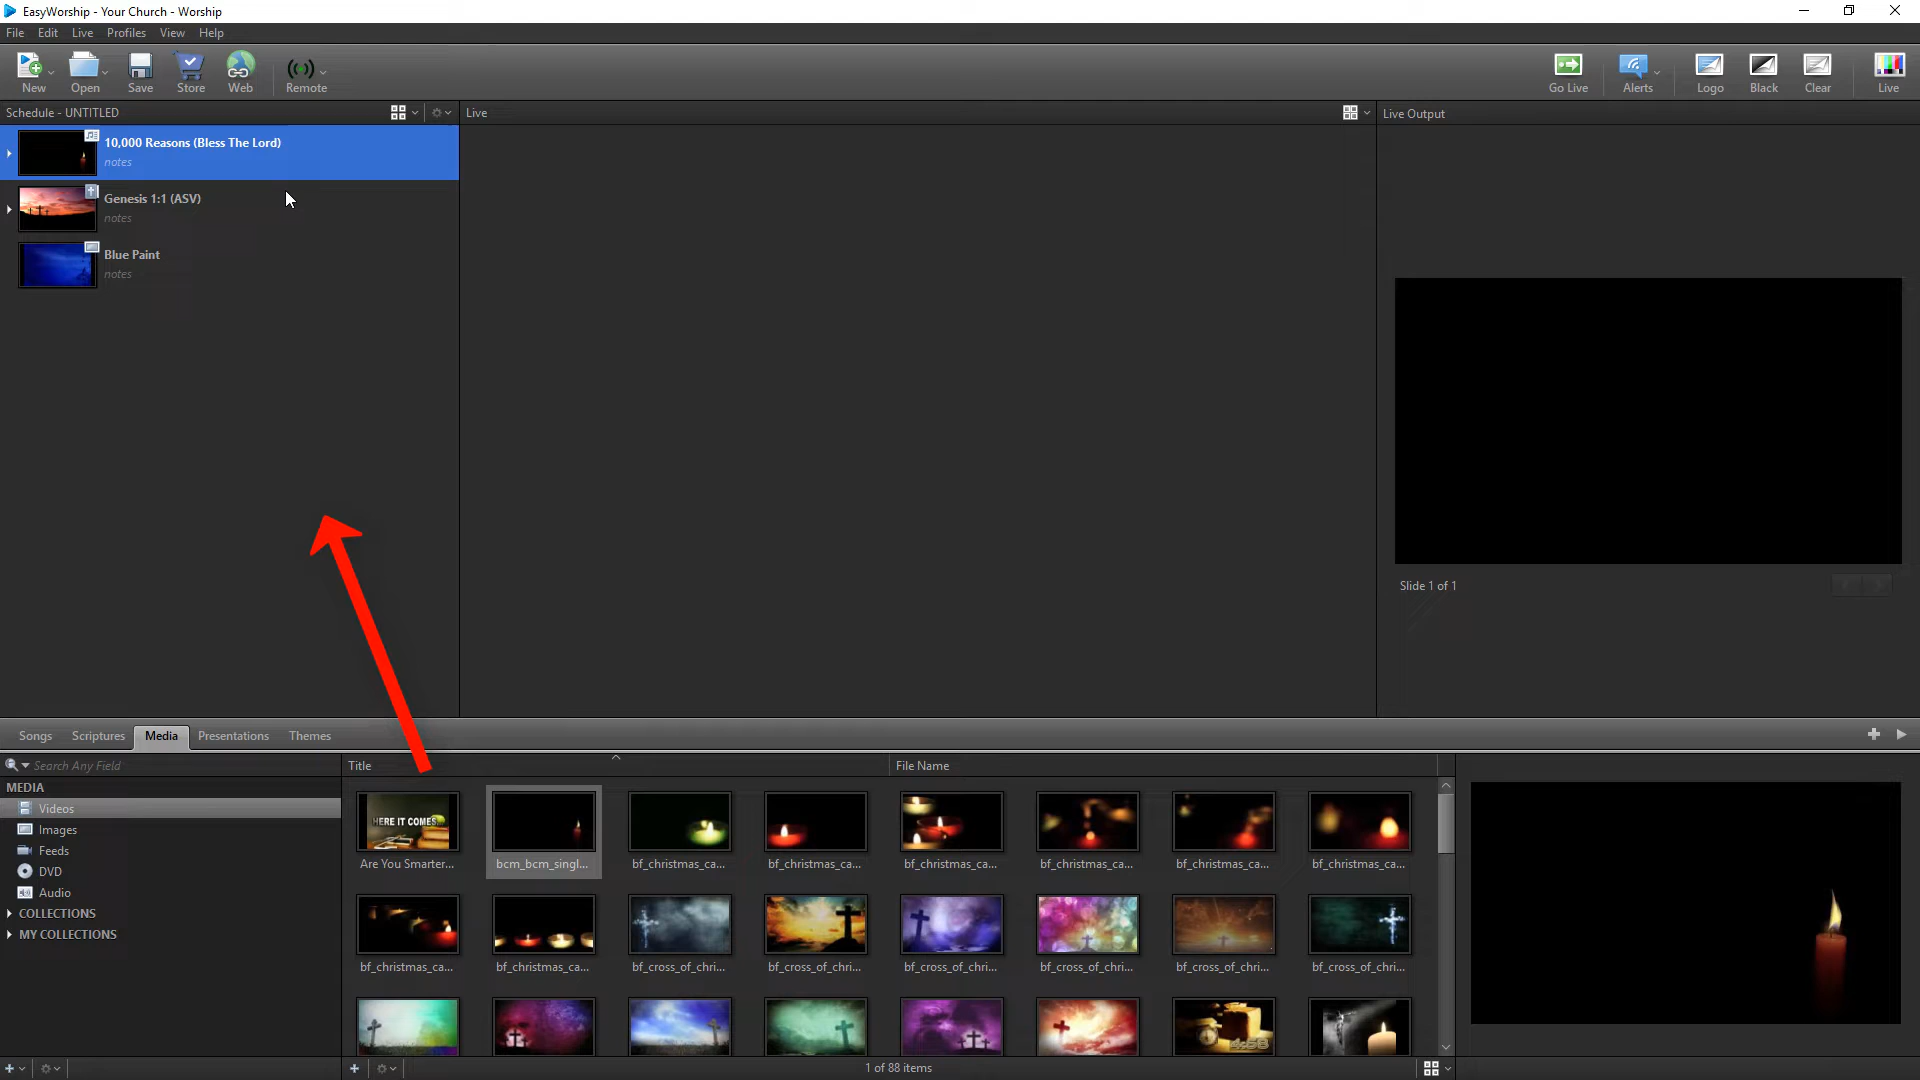 EasyWorship - Your Church - Worship
File Edit Live Profiles View Help
New Open Save Store Web Remote Go Live Alerts Logo Black Clear Live
Schedule - UNTITLED
Live
Live Output
10,000 Reasons (Bless The Lord)
notes
Genesis 1:1 (ASV)
notes
Blue Paint
notes
Slide 1 of 1
Songs Scriptures Media Presentations Themes
Search Any Field
Title
File Name
MEDIA
Videos
Images
Feeds
DVD
Audio
COLLECTIONS
MY COLLECTIONS
HERE IT COMES...
Are You Smarter... bcm_bcm_singl... bf_christmas_ca... bf_christmas_ca... bf_christmas_ca... bf_christmas_ca... bf_christmas_ca... bf_christmas_ca...
bf_christmas_ca... bf_christmas_ca... bf_cross_of_chri... bf_cross_of_chri... bf_cross_of_chri... bf_cross_of_chri... bf_cross_of_chri... bf_cross_of_chri...
4:58
1 of 88 items